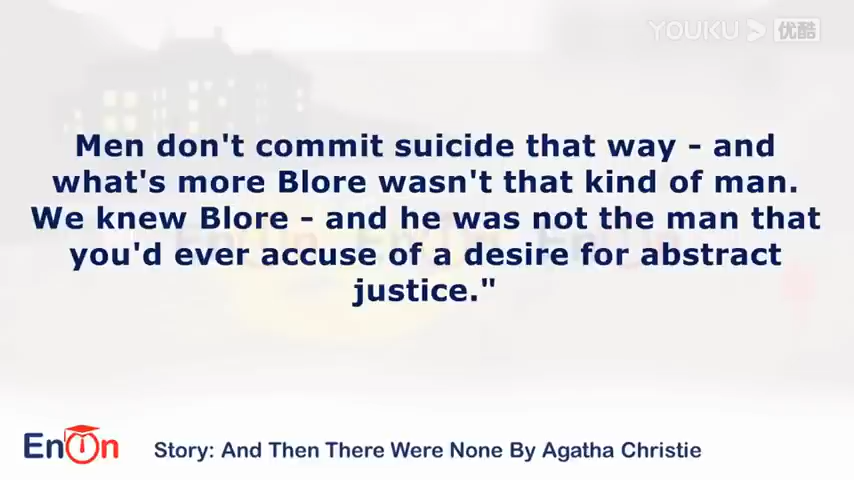 YOUKU 优酷
Men don't commit suicide that way - and
what's more Blore wasn't that kind of man.
We knew Blore - and he was not the man that
you'd ever accuse of a desire for abstract
justice."
EnOn
Story: And Then There Were None By Agatha Christie